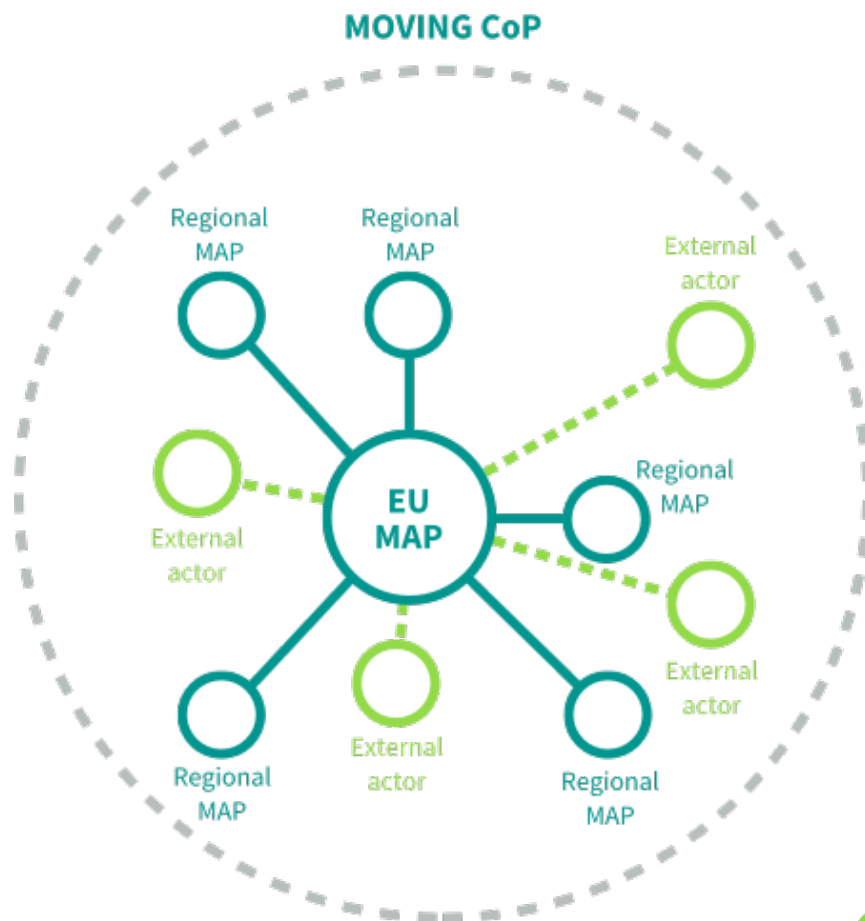 MOVING CoP
Regional
MAP
Regional
MAP
External
actor
Regional
MAP
EU
MAP
External
actor
External
actor
External
actor
Regional
MAP
Regional
MAP